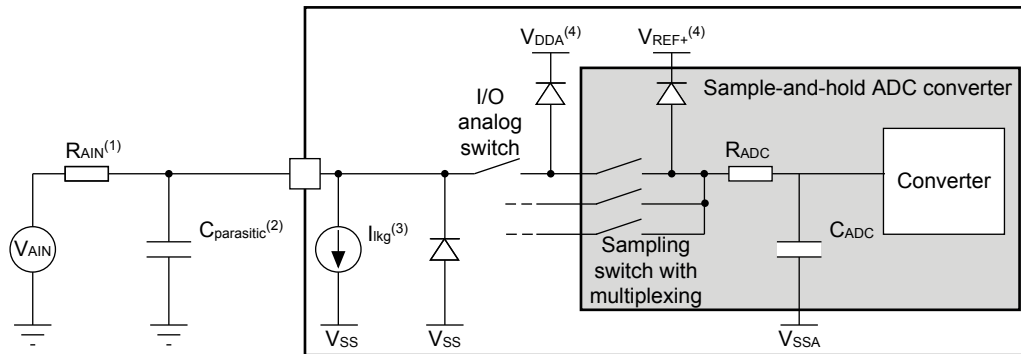 VDDA(4)
VREF+(4)
Sample-and-hold ADC converter
I/O
analog
switch
RAIN(1)
RADC
Converter
VAIN
Cparasitic(2)
Ilkg(3)
Sampling
switch with
multiplexing
CADC
VSS
VSS
VSSA